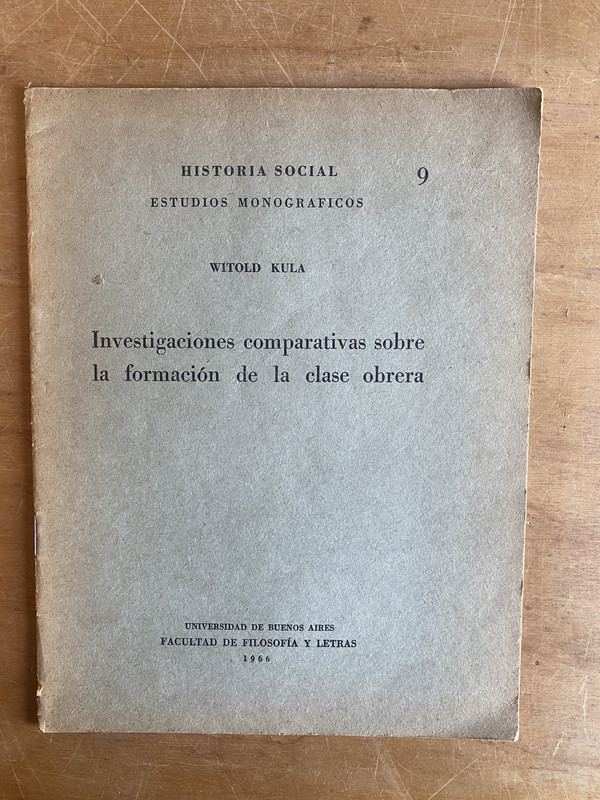 HISTORIA SOCIAL 9
ESTUDIOS MONOGRAFICOS
WITOLD KULA
Investigaciones comparativas sobre
la formación de la clase obrera
UNIVERSIDAD DE BUENOS AIRES
FACULTAD DE FILOSOFÍA Y LETRAS
1966